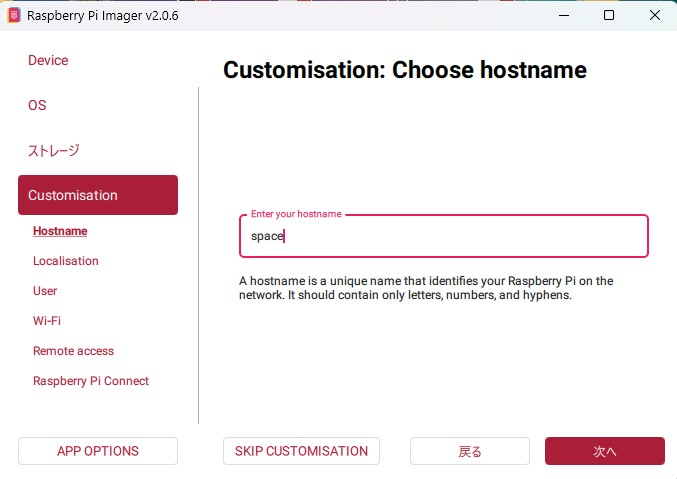 Raspberry Pi Imager v2.0.6
Device
OS
ストレージ
Customisation
Hostname
Localisation
User
Wi-Fi
Remote access
Raspberry Pi Connect
APP OPTIONS
Customisation: Choose hostname
Enter your hostname
space
A hostname is a unique name that identifies your Raspberry Pi on the
network. It should contain only letters, numbers, and hyphens.
SKIP CUSTOMISATION
戻る
次へ